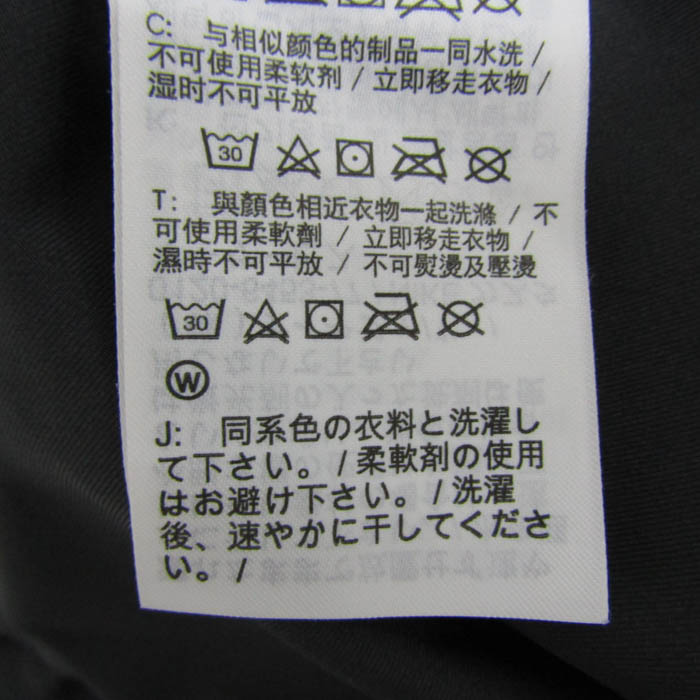 C: 与相似颜色的制品一同水洗 /
不可使用柔软剂 / 立即移走衣物 /
湿时不可平放
30
T: 與顏色相近衣物一起洗滌 / 不
可使用柔軟劑 / 立即移走衣物 /
濕時不可平放 / 不可熨燙及壓燙
30
W
J: 同系色の衣料と洗濯し
て下さい。/ 柔軟剤の使用
はお避け下さい。/ 洗濯
後、速やかに干してくださ
い。/